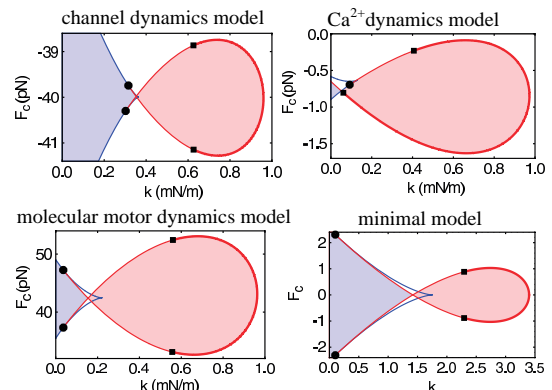 channel dynamics model
Ca²⁺dynamics model
-39
-40
-41
F_C(pN)
0.0 0.2 0.4 0.6 0.8 1.0
k (mN/m)
0.0
-0.5
-1.0
-1.5
F_C(pN)
0.0 0.2 0.4 0.6 0.8 1.0
k (mN/m)
molecular motor dynamics model
minimal model
50
40
F_C(pN)
0.0 0.2 0.4 0.6 0.8 1.0
k (mN/m)
2
1
0
-1
-2
F_C
0.0 0.5 1.0 1.5 2.0 2.5 3.0 3.5
k